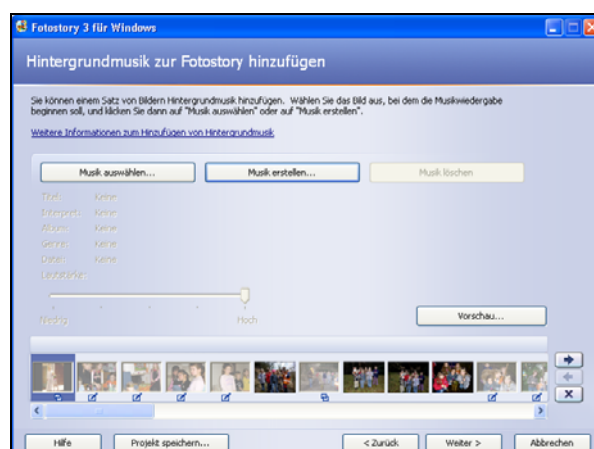 Fotostory 3 für Windows
Hintergrundmusik zur Fotostory hinzufügen
Sie können einem Satz von Bildern Hintergrundmusik hinzufügen. Wählen Sie das Bild aus, bei dem die Musikwiedergabe
beginnen soll, und klicken Sie dann auf "Musik auswählen" oder auf "Musik erstellen".
Weitere Informationen zum Hinzufügen von Hintergrundmusik
Musik auswählen... Musik erstellen... Musik löschen
Titel: Keine
Interpret: Keine
Album: Keine
Genre: Keine
Datei: Keine
Lautstärke:
Niedrig Hoch
Vorschau...
Hilfe Projekt speichern... < Zurück Weiter > Abbrechen